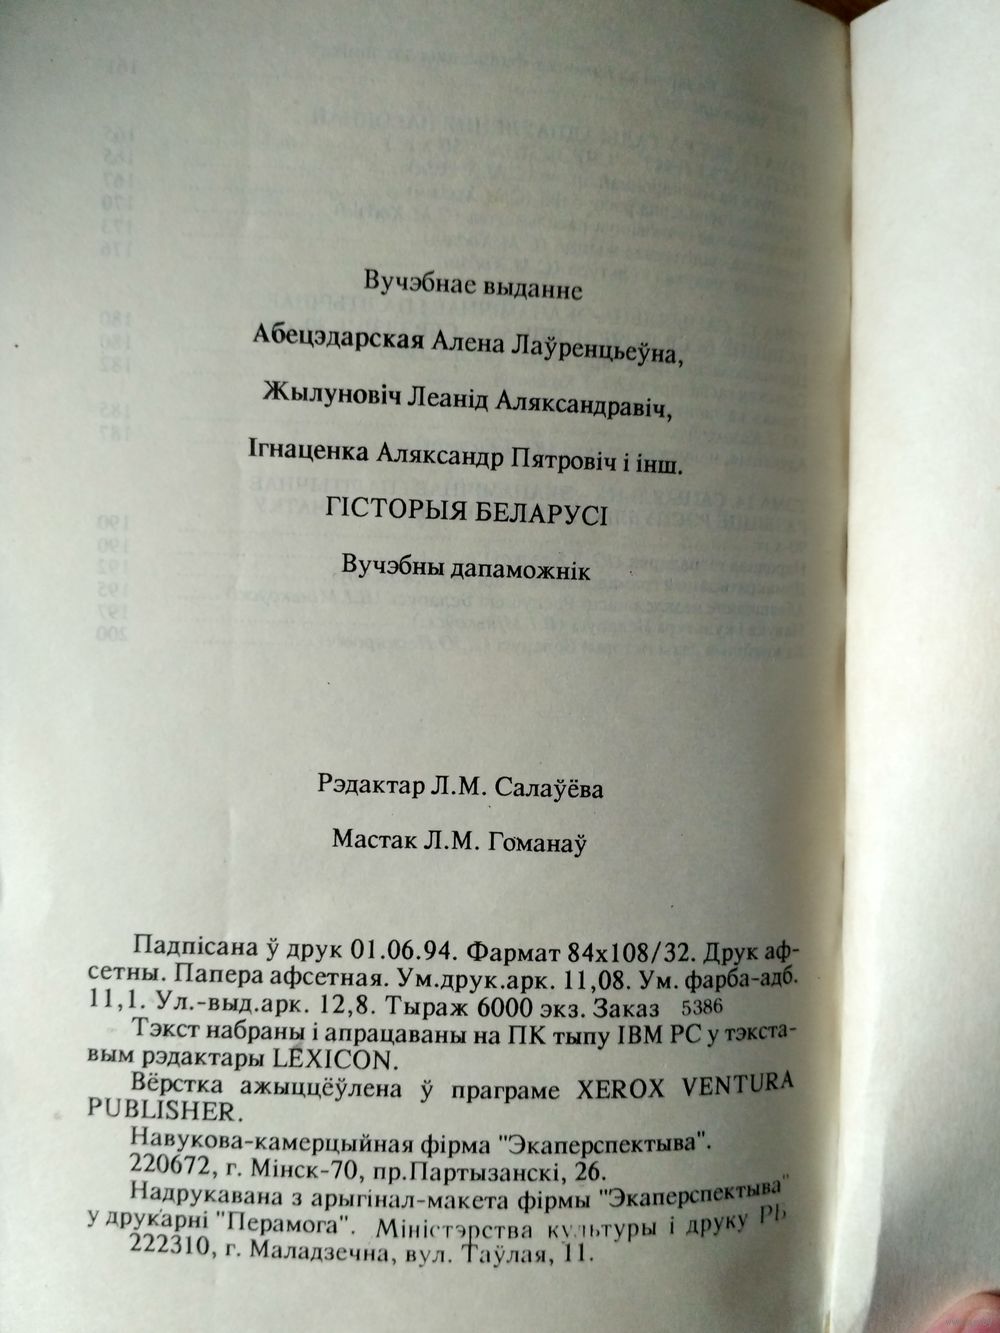 Вучэбнае выданне
Абецэдарская Алена Лаўренцьеўна,
Жылуновіч Леанід Аляксандравіч,
Ігнаценка Аляксандр Пятровіч і інш.
ГІСТОРЫЯ БЕЛАРУСІ
Вучэбны дапаможнік
Рэдактар Л.М. Салаўёва
Мастак Л.М. Гоманаў
Падпісана ў друк 01.06.94. Фармат 84х108/32. Друк аф-
сетны. Папера афсетная. Ум.друк.арк. 11,08. Ум. фарба-адб.
11,1. Ул.-выд.арк. 12,8. Тыраж 6000 экз. Заказ 5386
Тэкст набраны і апрацаваны на ПК тыпу IBM PC у тэкста-
вым рэдактары LEXICON.
Вёрстка ажыццёўлена ў праграме XEROX VENTURA
PUBLISHER.
Навукова-камерцыйная фірма "Экаперспектыва".
220672, г. Мінск-70, пр.Партызанскі, 26.
Надрукавана з арыгінал-макета фірмы "Экаперспектыва"
у друкарні "Перамога". Міністэрства культуры і друку РБ
222310, г. Маладзечна, вул. Таўлая, 11.